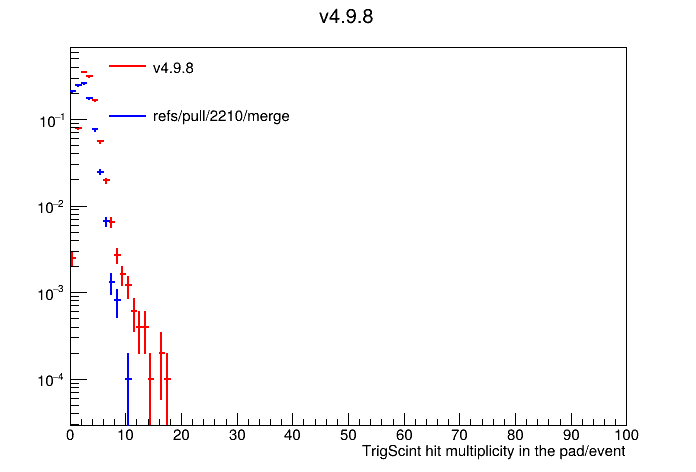 v4.9.8
v4.9.8
refs/pull/2210/merge
10⁻¹
10⁻²
10⁻³
10⁻⁴
0 10 20 30 40 50 60 70 80 90 100
TrigScint hit multiplicity in the pad/event